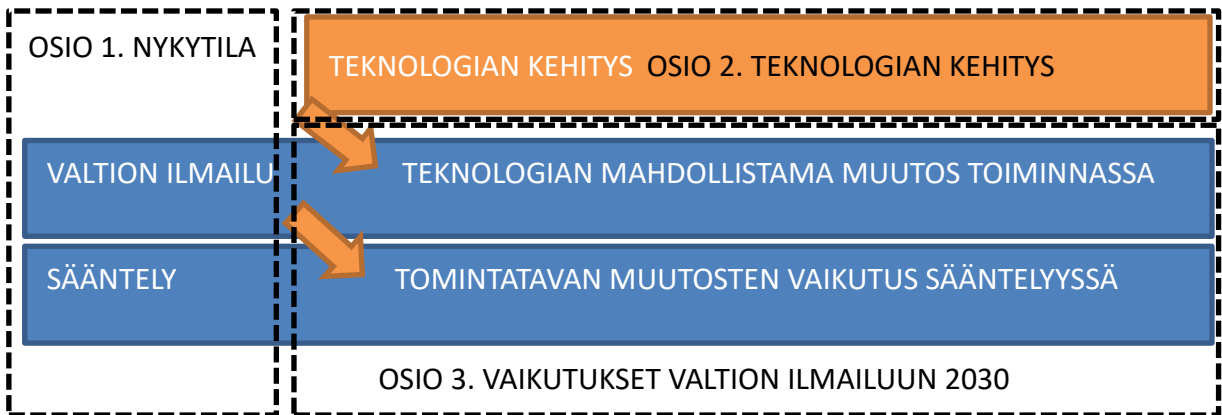 OSIO 1. NYKYTILA
TEKNOLOGIAN KEHITYS OSIO 2. TEKNOLOGIAN KEHITYS
VALTION ILMAILU
TEKNOLOGIAN MAHDOLLISTAMA MUUTOS TOIMINNASSA
SÄÄNTELY
TOMINTATAVAN MUUTOSTEN VAIKUTUS SÄÄNTELYYSSÄ
OSIO 3. VAIKUTUKSET VALTION ILMAILUUN 2030